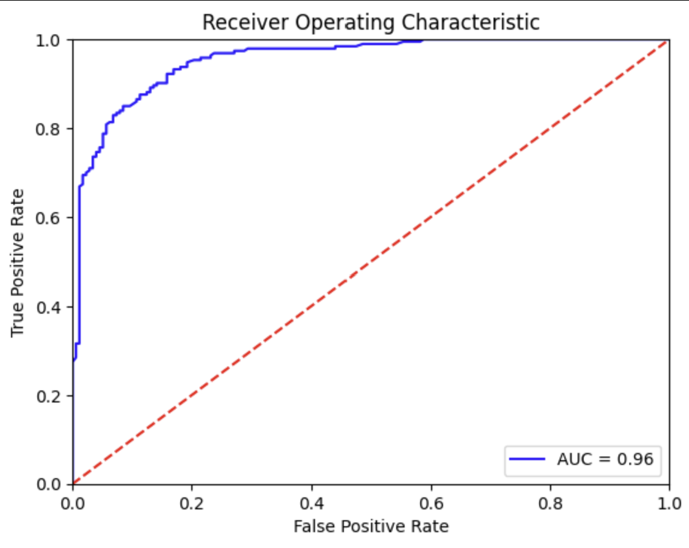 Receiver Operating Characteristic
1.0
0.8
0.6
0.4
0.2
0.0
True Positive Rate
AUC = 0.96
0.0 0.2 0.4 0.6 0.8 1.0
False Positive Rate